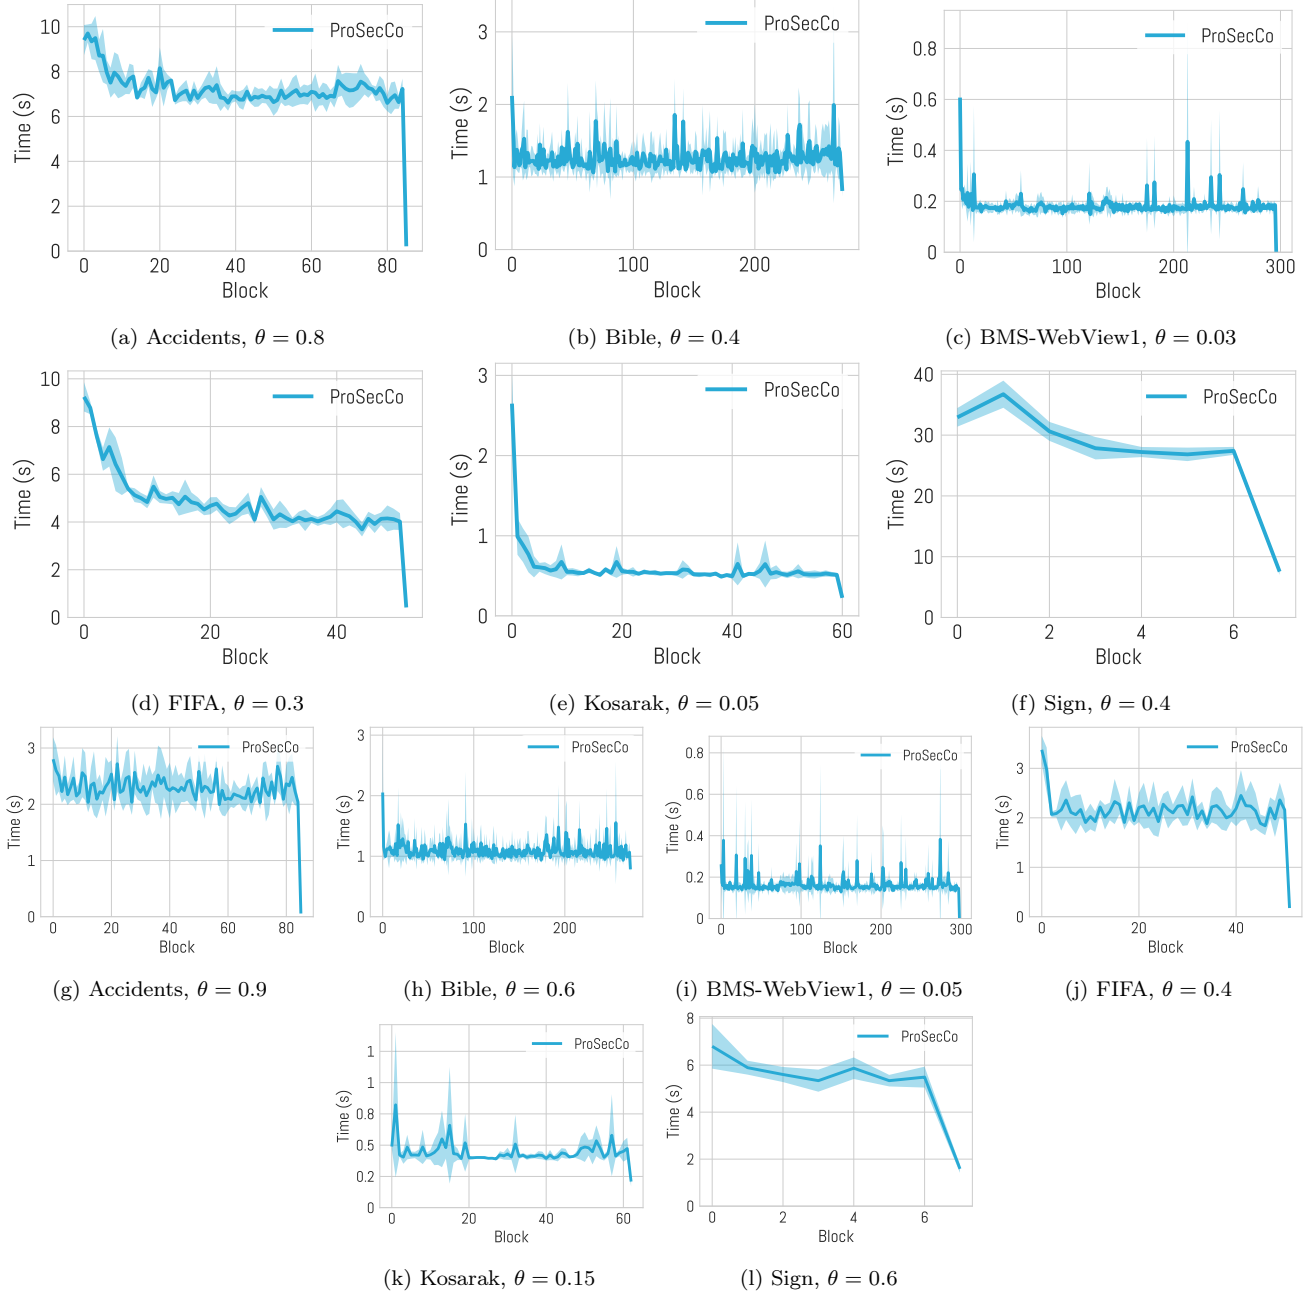 ProSecCo
Time (s)
10
8
6
4
2
0
0 20 40 60 80
Block
(a) Accidents, θ = 0.8
ProSecCo
Time (s)
3
2
1
0
0 100 200
Block
(b) Bible, θ = 0.4
ProSecCo
Time (s)
0.8
0.6
0.4
0.2
0
0 100 200 300
Block
(c) BMS-WebView1, θ = 0.03
ProSecCo
Time (s)
10
8
6
4
2
0
0 20 40
Block
(d) FIFA, θ = 0.3
ProSecCo
Time (s)
3
2
1
0
0 20 40 60
Block
(e) Kosarak, θ = 0.05
ProSecCo
Time (s)
40
30
20
10
0
0 2 4 6
Block
(f) Sign, θ = 0.4
ProSecCo
Time (s)
3
2
1
0
0 20 40 60 80
Block
(g) Accidents, θ = 0.9
ProSecCo
Time (s)
3
2
1
0
0 100 200
Block
(h) Bible, θ = 0.6
ProSecCo
Time (s)
0.8
0.6
0.4
0.2
0
0 100 200 300
Block
(i) BMS-WebView1, θ = 0.05
ProSecCo
Time (s)
3
2
1
0
0 20 40
Block
(j) FIFA, θ = 0.4
ProSecCo
Time (s)
1
1
0.8
0.5
0.2
0
0 20 40 60
Block
(k) Kosarak, θ = 0.15
ProSecCo
Time (s)
8
6
4
2
0
0 2 4 6
Block
(l) Sign, θ = 0.6